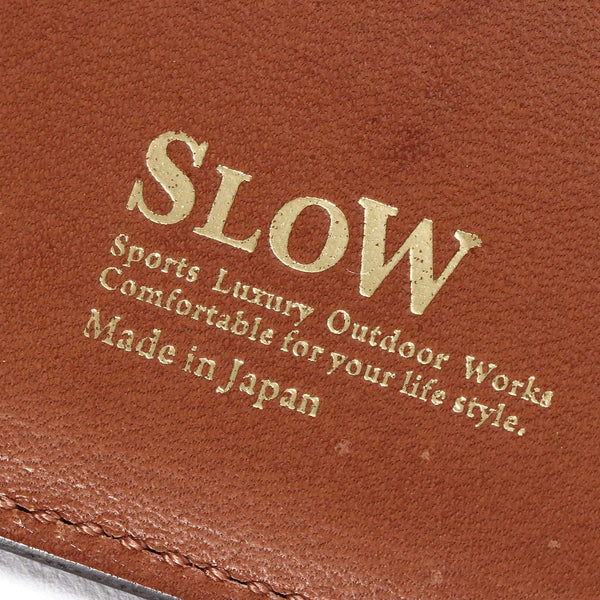 SLOW
Sports Luxury Outdoor Works
Comfortable for your life style.
Made in Japan